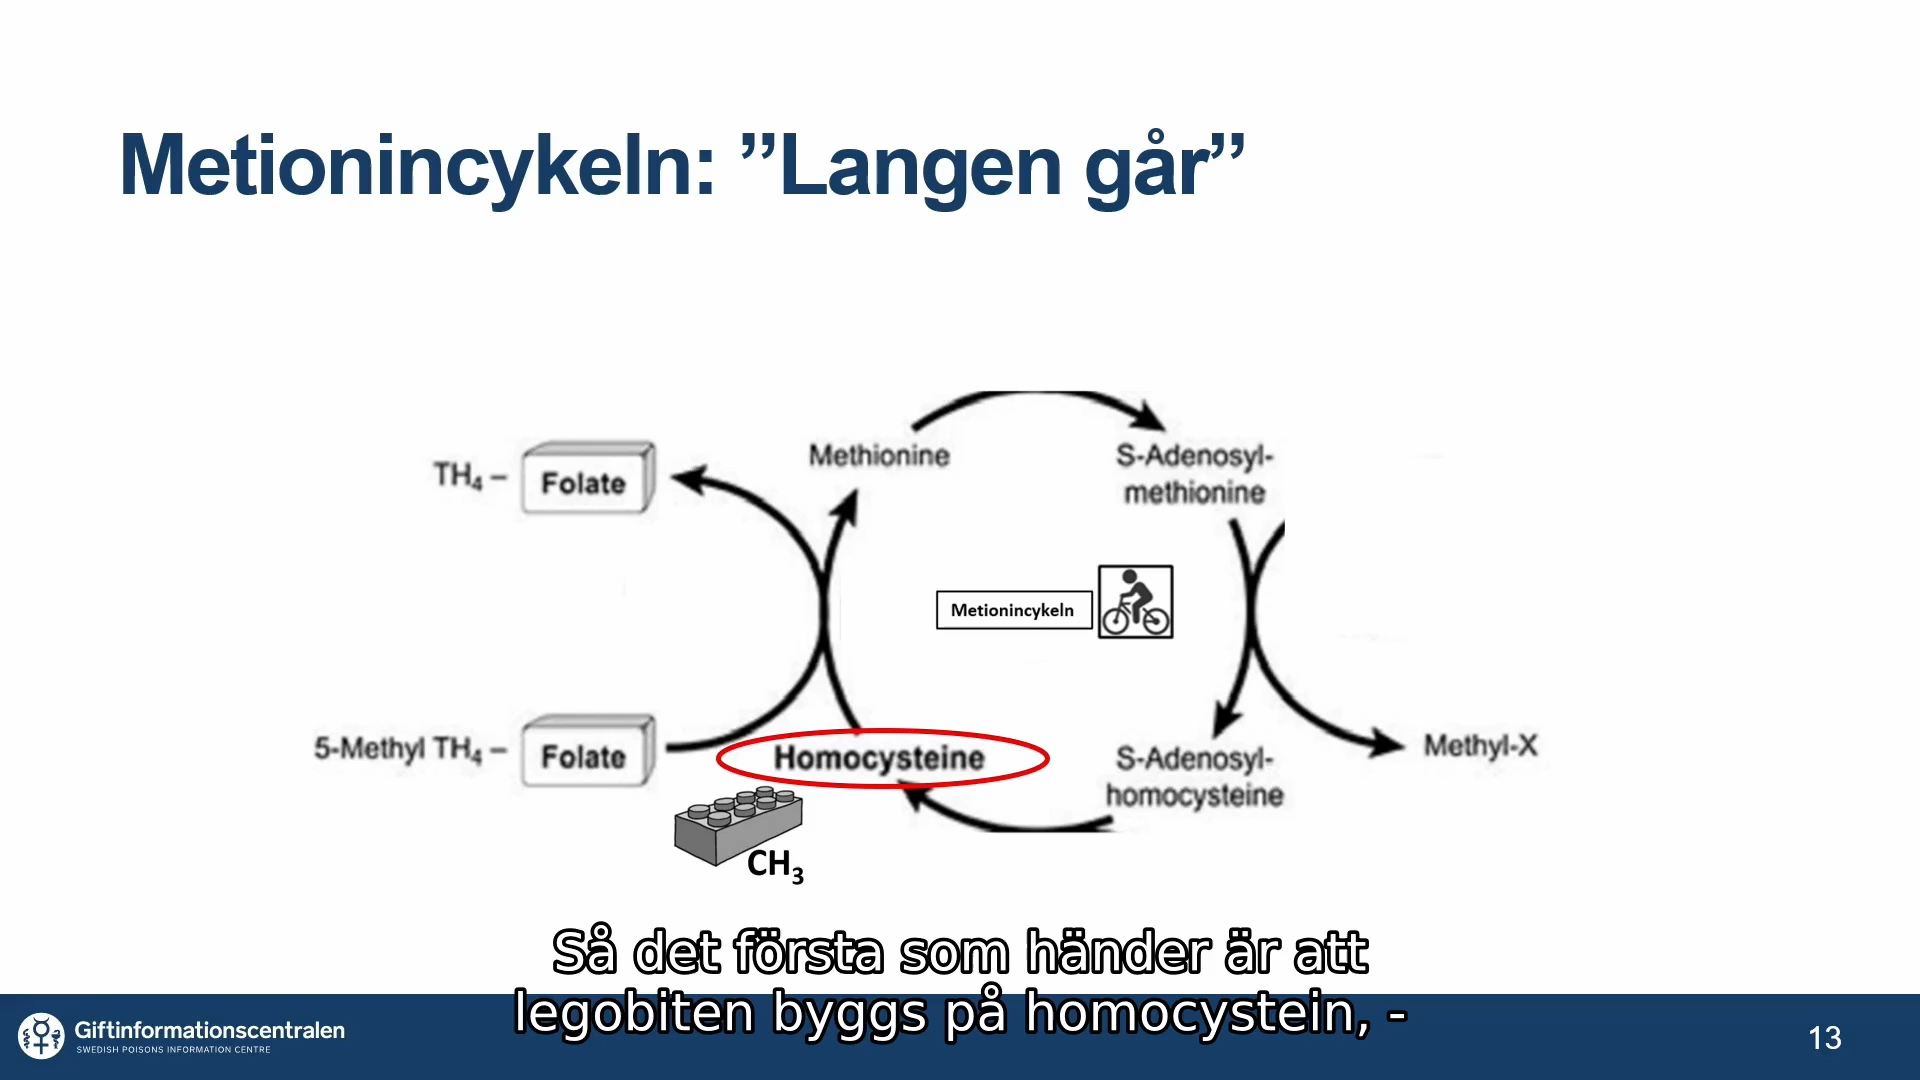 Metionincykeln: ”Langen går”
Methionine
S-Adenosyl-
methionine
TH₄ –
Folate
Metionincykeln
5-Methyl TH₄ –
Folate
Homocysteine
S-Adenosyl-
homocysteine
Methyl-X
CH₃
Så det första som händer är att
legobiten byggs på homocystein, -
Giftinformationscentralen
SWEDISH POISONS INFORMATION CENTRE
13